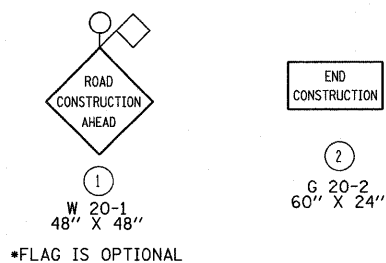 ROAD
CONSTRUCTION
AHEAD
1
W 20-1
48" X 48"
*FLAG IS OPTIONAL
END
CONSTRUCTION
2
G 20-2
60" X 24"